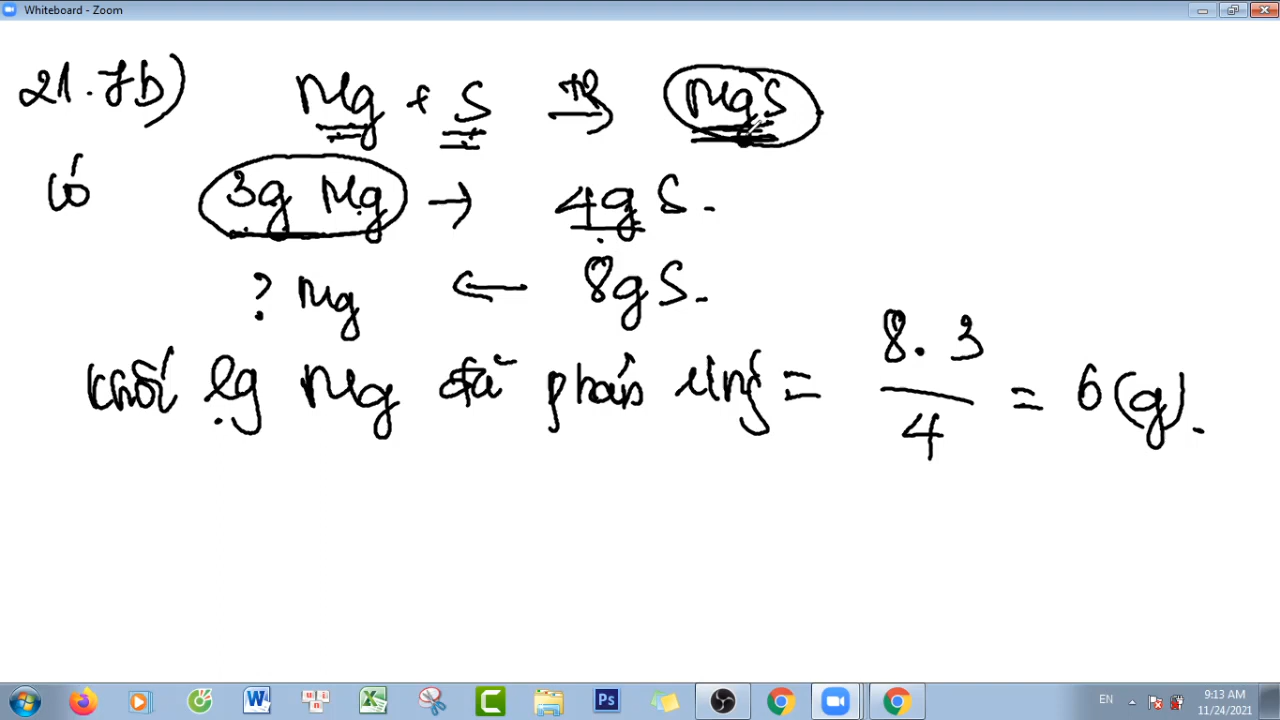 Whiteboard - Zoom
21.7b) Mg + S → MgS
có 3g Mg → 4g S.
? Mg ← 8g S.
khối lg Mg đã phản ứng = 8.3/4 = 6(g).
EN
9:13 AM
11/24/2021